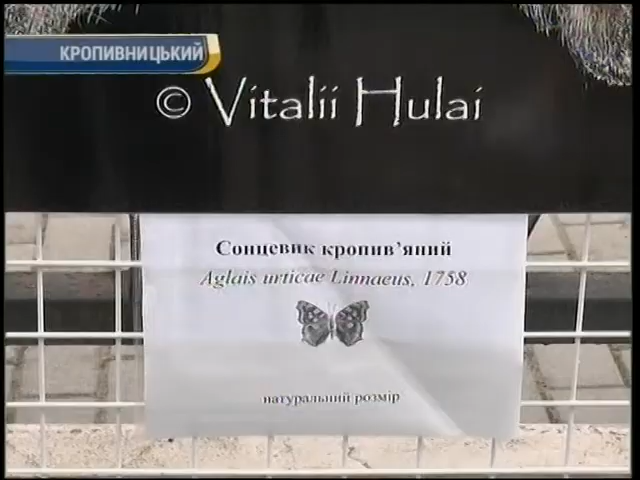 КРОПИВНИЦЬКИЙ
© Vitalii Hulai
Сонцевик кропив’яний
Aglais urticae Linnaeus, 1758
натуральний розмір